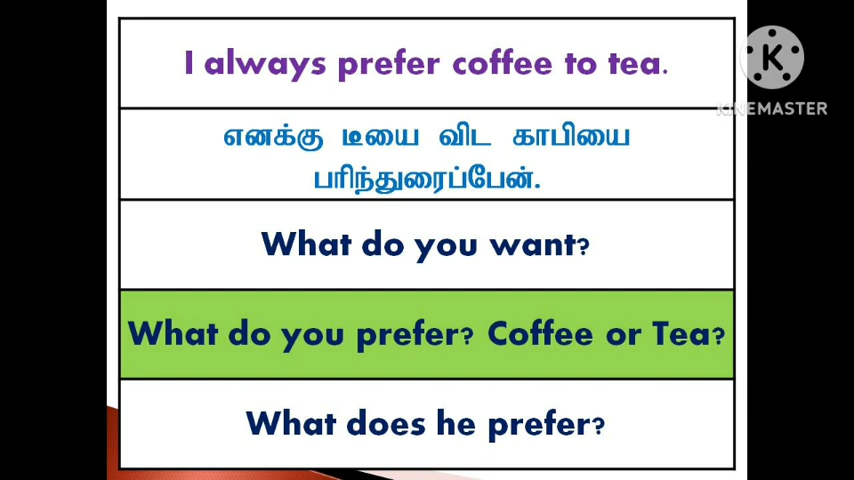 I always prefer coffee to tea.
எனக்கு டீயை விட காபியை
பரிந்துரைப்பேன்.
What do you want?
What do you prefer? Coffee or Tea?
What does he prefer?
K
KINEMASTER